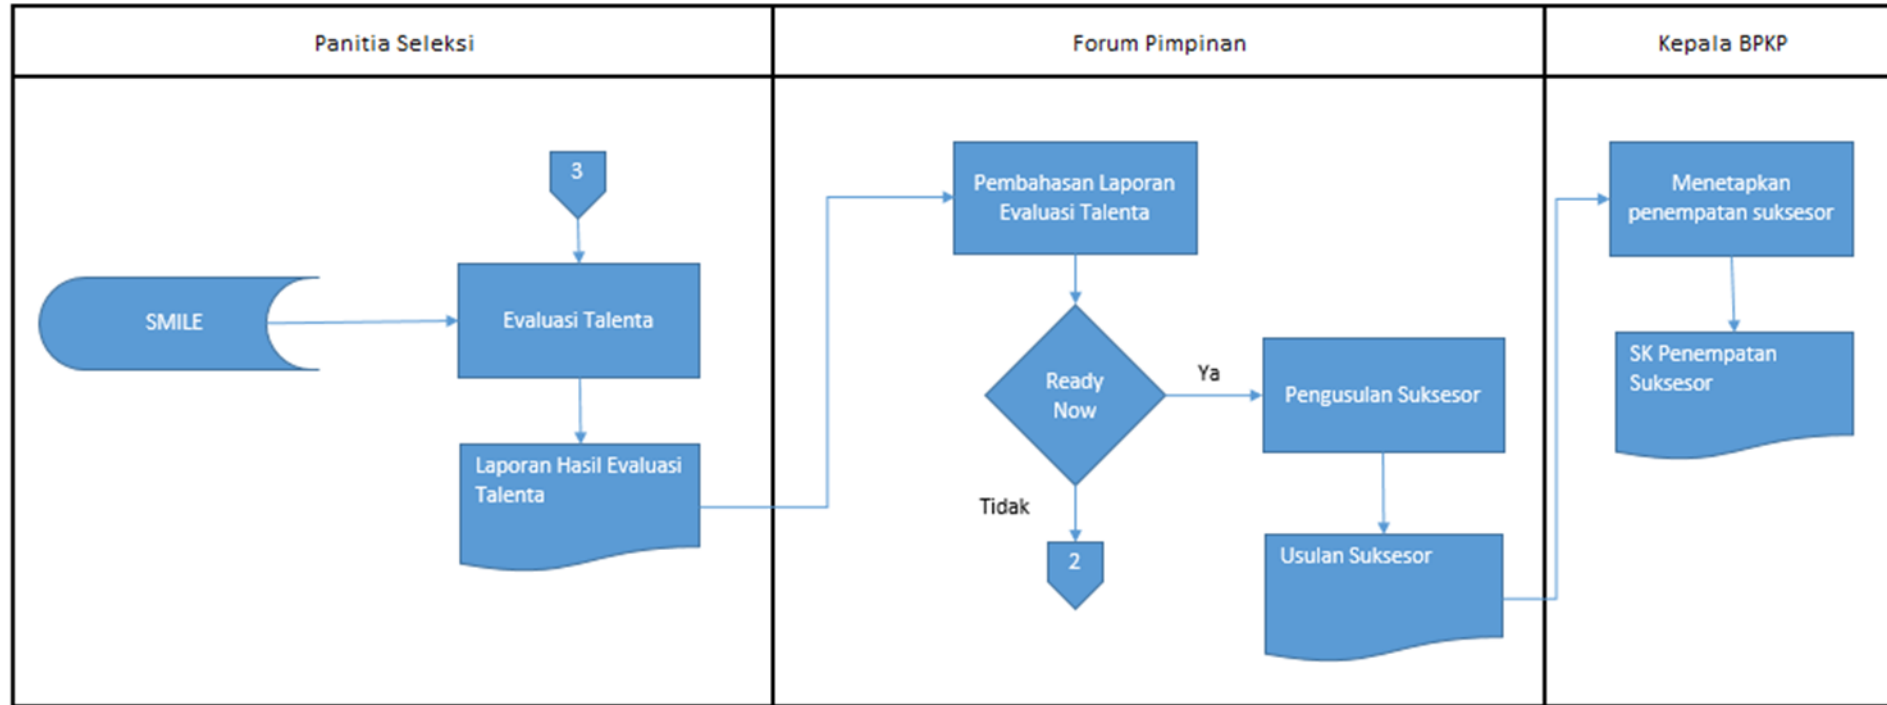 Panitia Seleksi
Forum Pimpinan
Kepala BPKP
3
SMILE
Evaluasi Talenta
Laporan Hasil Evaluasi
Talenta
Pembahasan Laporan
Evaluasi Talenta
Ready
Now
Ya
Tidak
2
Pengusulan Suksesor
Usulan Suksesor
Menetapkan
penempatan suksesor
SK Penempatan
Suksesor